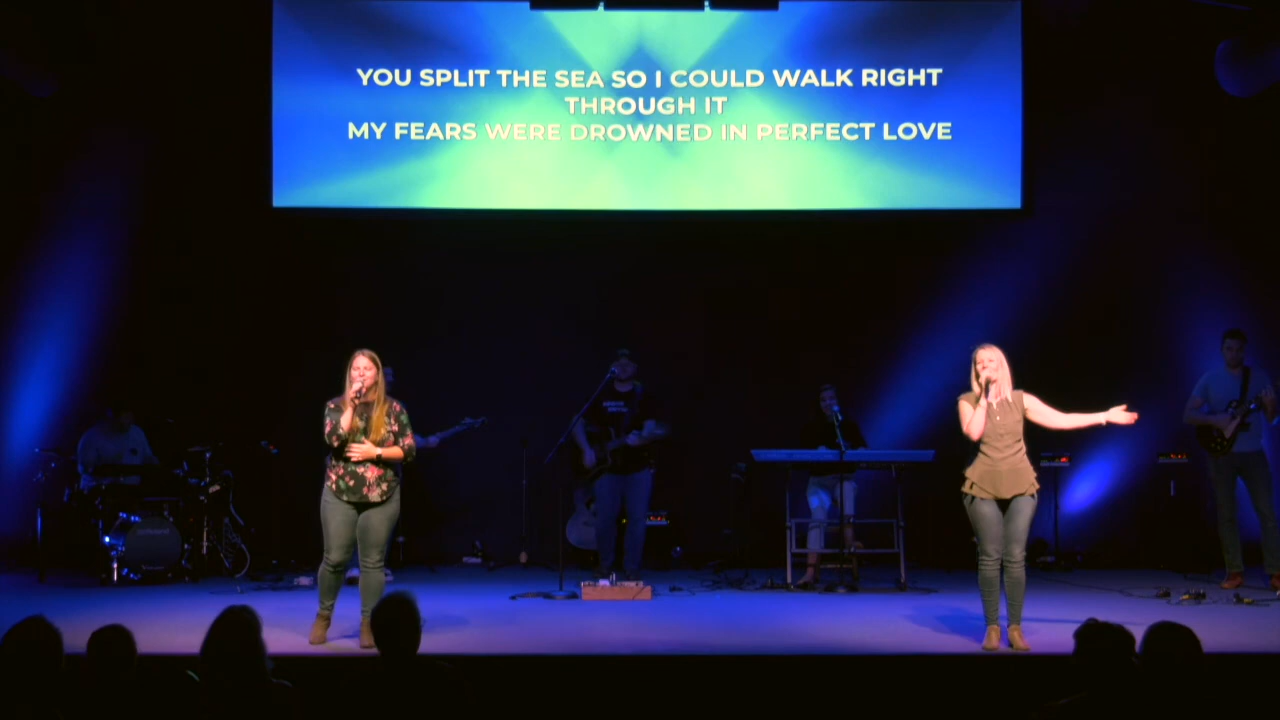 YOU SPLIT THE SEA SO I COULD WALK RIGHT
THROUGH IT
MY FEARS WERE DROWNED IN PERFECT LOVE